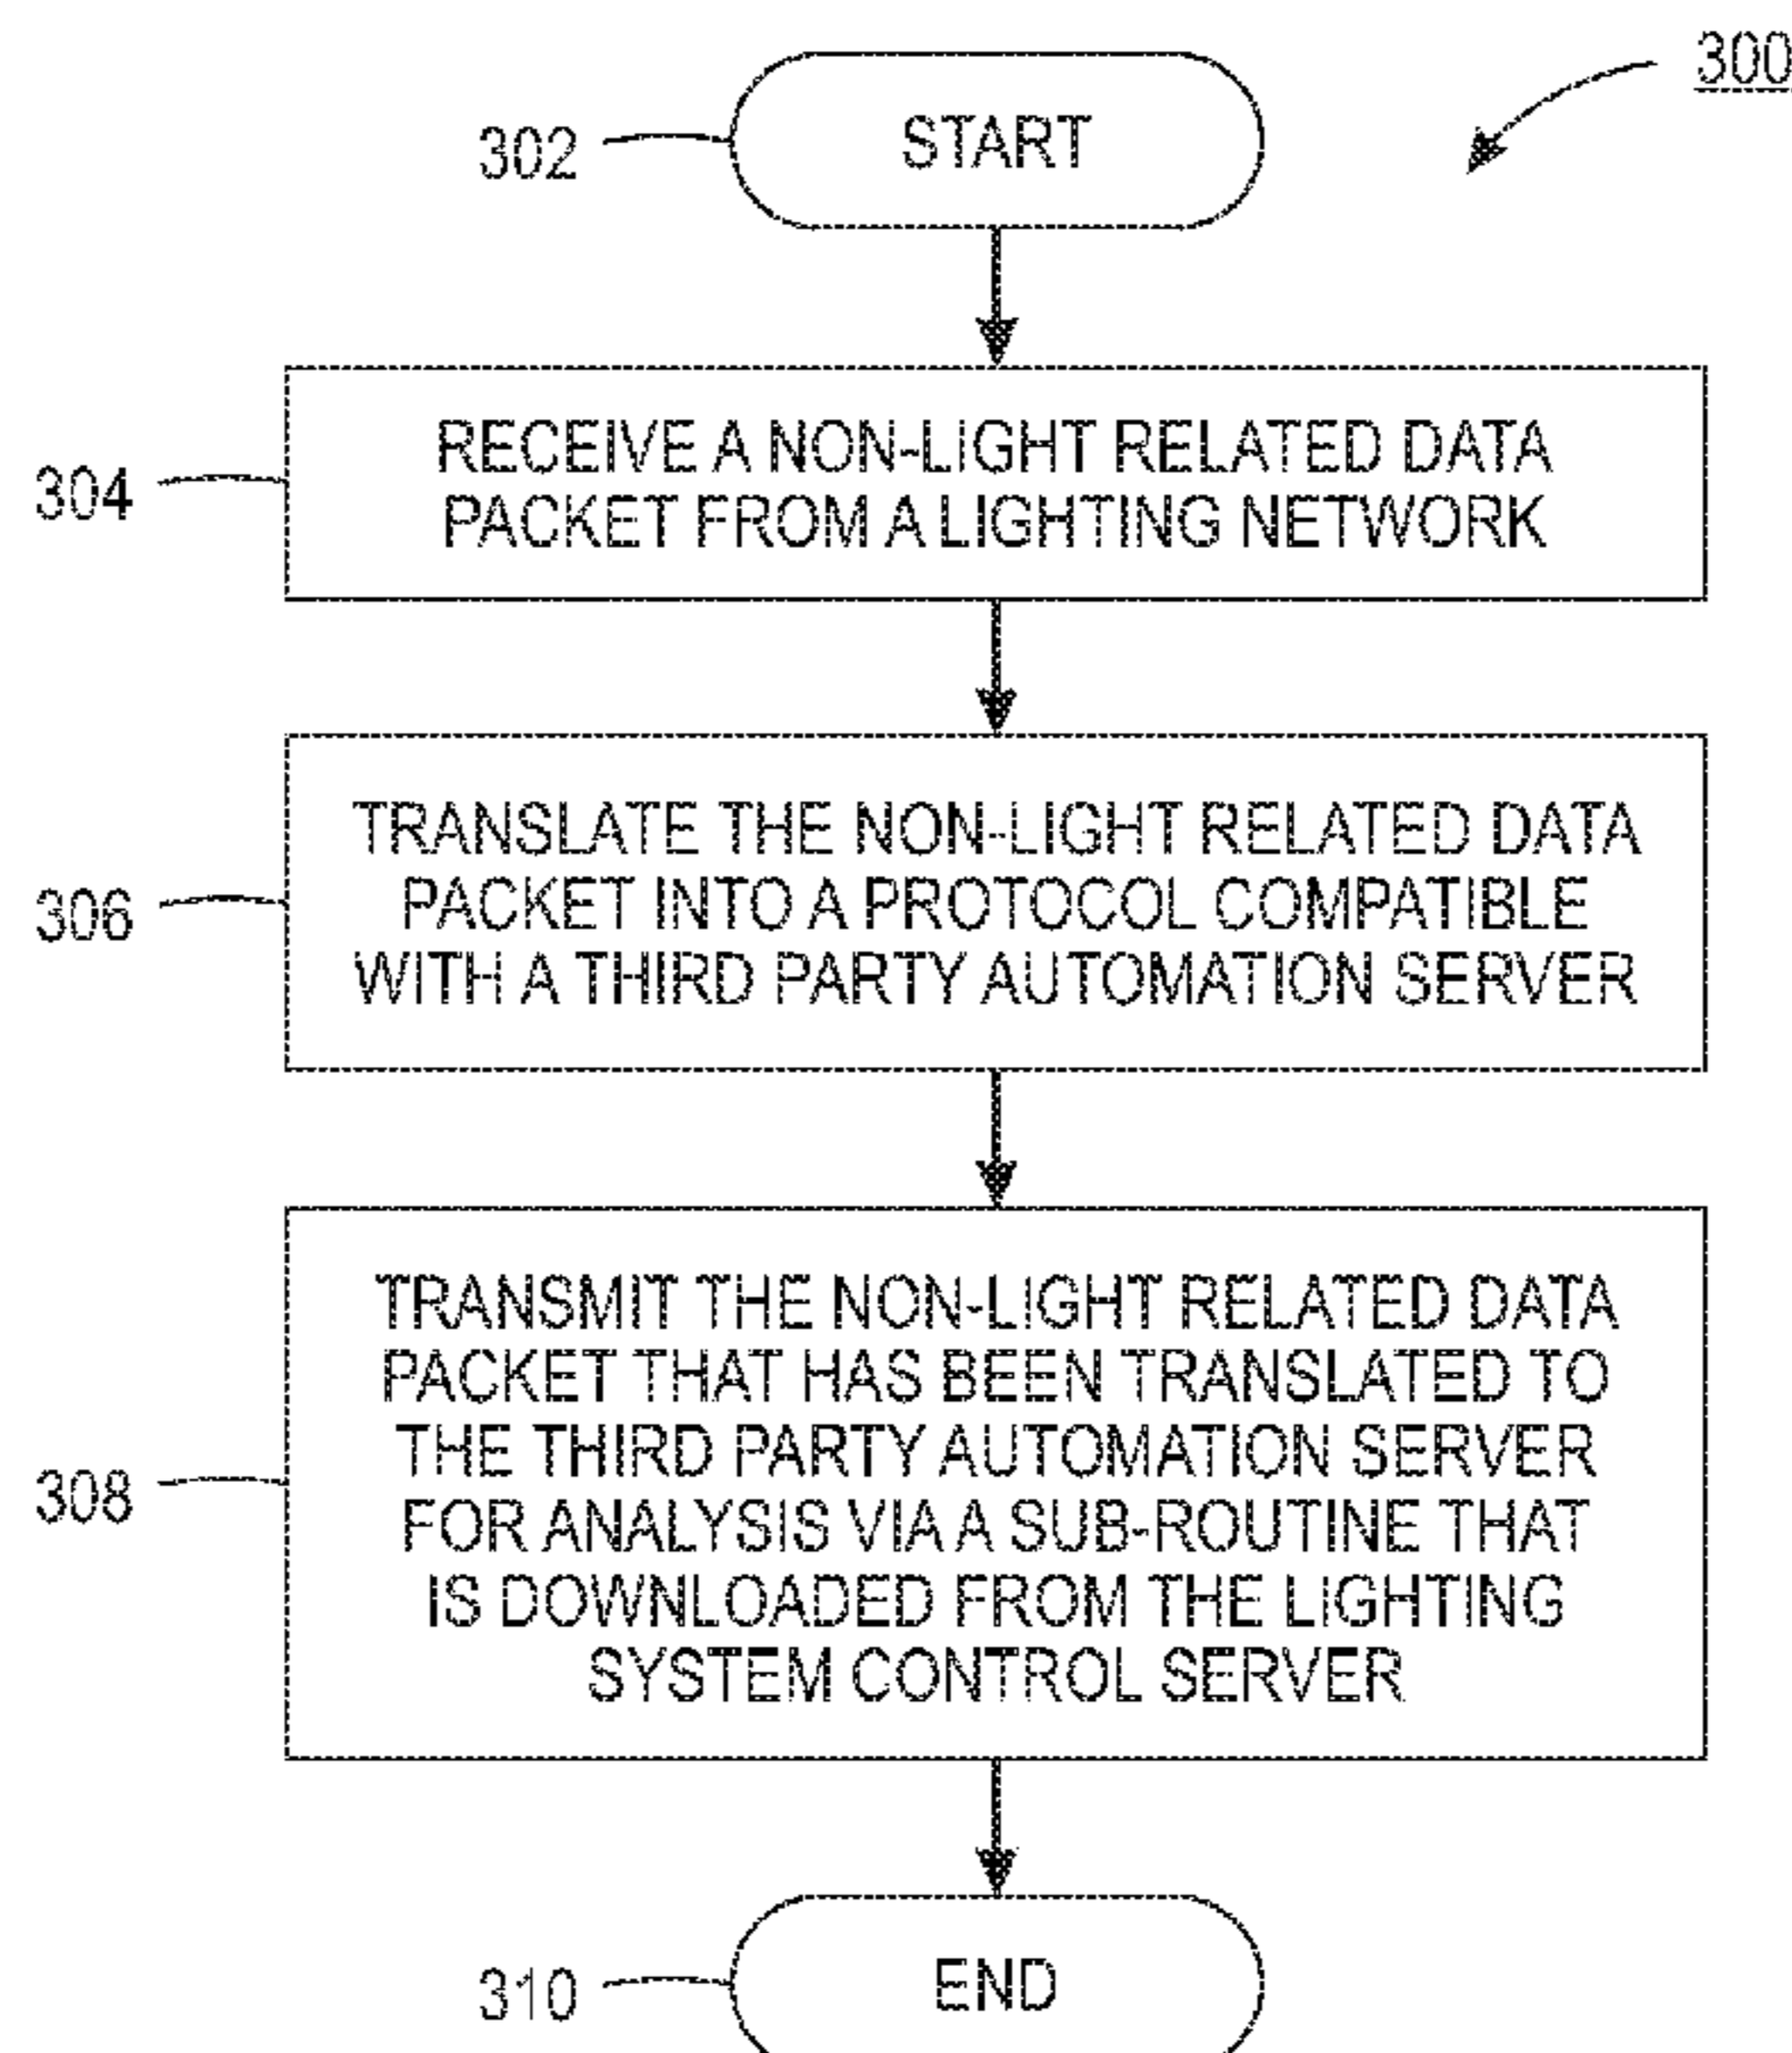 300
302
START
304
RECEIVE A NON-LIGHT RELATED DATA
PACKET FROM A LIGHTING NETWORK
306
TRANSLATE THE NON-LIGHT RELATED DATA
PACKET INTO A PROTOCOL COMPATIBLE
WITH A THIRD PARTY AUTOMATION SERVER
308
TRANSMIT THE NON-LIGHT RELATED DATA
PACKET THAT HAS BEEN TRANSLATED TO
THE THIRD PARTY AUTOMATION SERVER
FOR ANALYSIS VIA A SUB-ROUTINE THAT
IS DOWNLOADED FROM THE LIGHTING
SYSTEM CONTROL SERVER
310
END